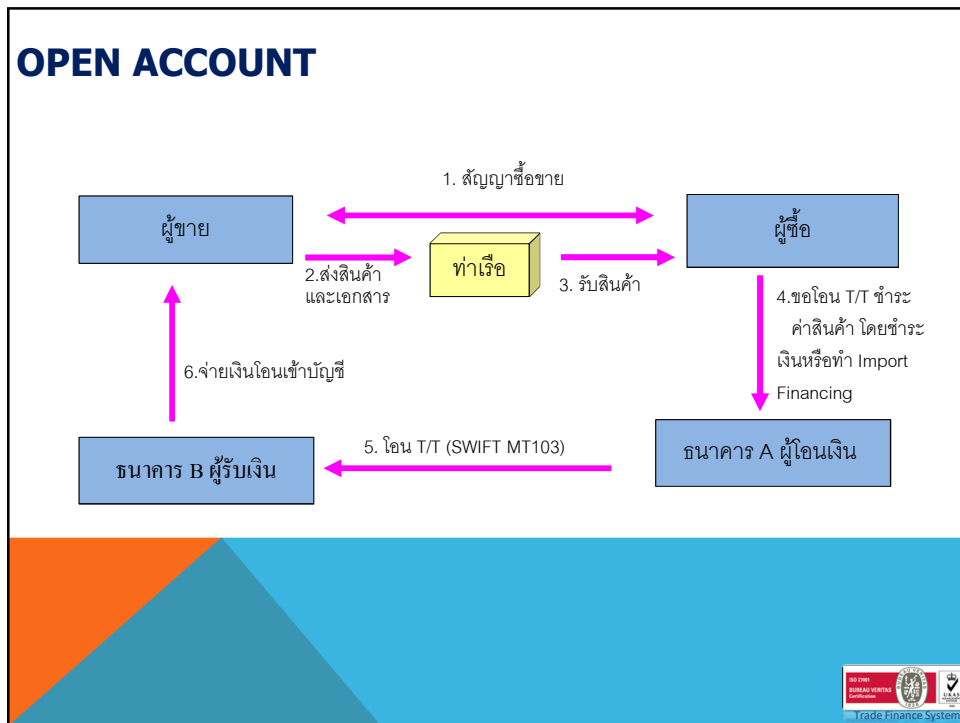 OPEN ACCOUNT
1. สัญญาซื้อขาย
ผู้ขาย
ผู้ซื้อ
ท่าเรือ
2.ส่งสินค้า
และเอกสาร
3. รับสินค้า
4.ขอโอน T/T ชำระ
ค่าสินค้า โดยชำระ
เงินหรือทำ Import
Financing
6.จ่ายเงินโอนเข้าบัญชี
5. โอน T/T (SWIFT MT103)
ธนาคาร A ผู้โอนเงิน
ธนาคาร B ผู้รับเงิน
ISO 27001
BUREAU VERITAS
Certification
UKAS
Trade Finance System